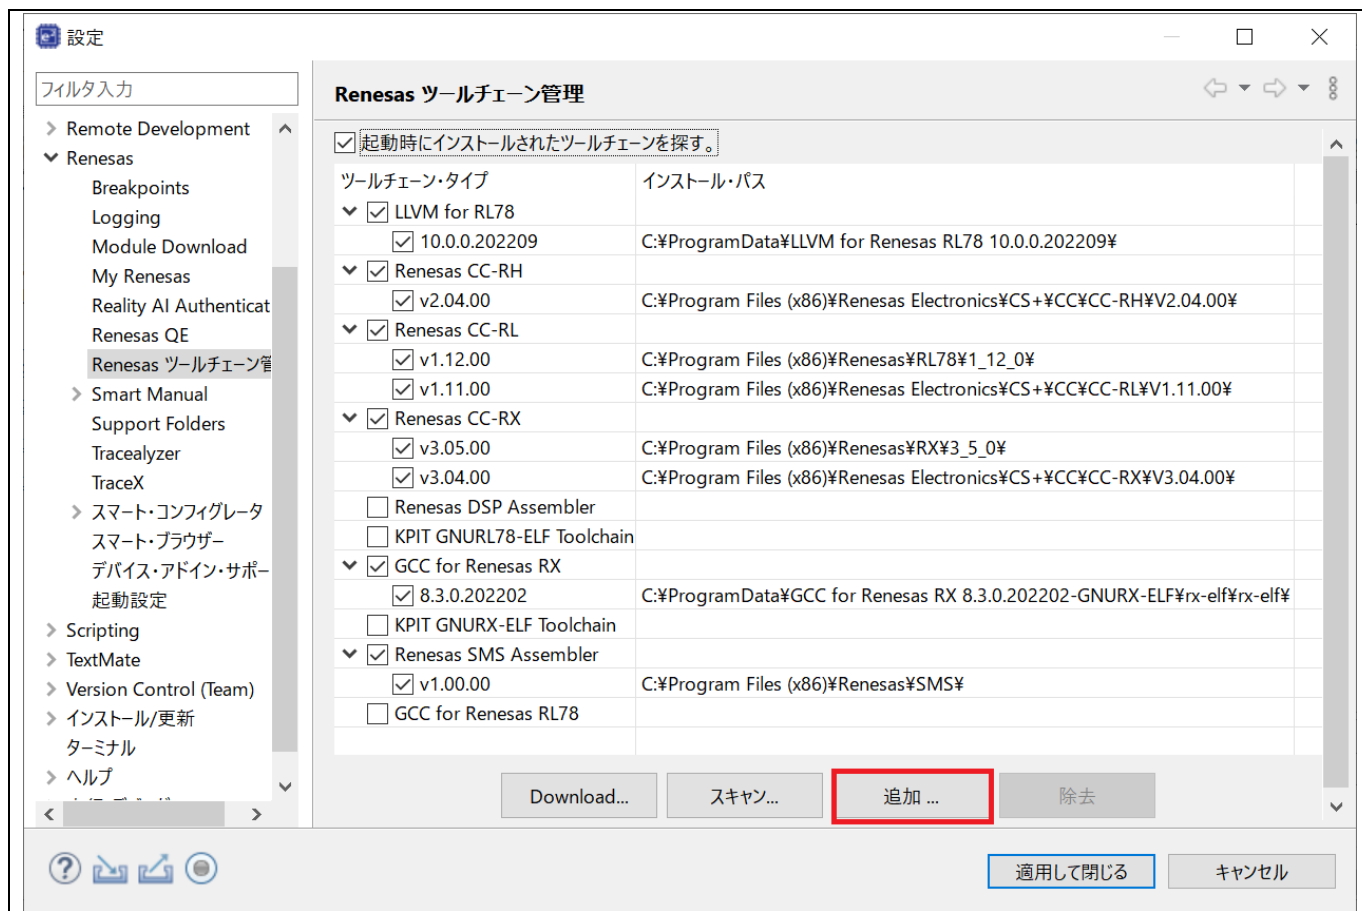 設定
フィルタ入力
Remote Development
Renesas
Breakpoints
Logging
Module Download
My Renesas
Reality AI Authenticat
Renesas QE
Renesas ツールチェーン管
Smart Manual
Support Folders
Tracealyzer
TraceX
スマート・コンフィグレータ
スマート・ブラウザー
デバイス・アドイン・サポー
起動設定
Scripting
TextMate
Version Control (Team)
インストール/更新
ターミナル
ヘルプ
Renesas ツールチェーン管理
起動時にインストールされたツールチェーンを探す。
ツールチェーン・タイプ インストール・パス
LLVM for RL78
10.0.0.202209 C:¥ProgramData¥LLVM for Renesas RL78 10.0.0.202209¥
Renesas CC-RH
v2.04.00 C:¥Program Files (x86)¥Renesas Electronics¥CS+¥CC¥CC-RH¥V2.04.00¥
Renesas CC-RL
v1.12.00 C:¥Program Files (x86)¥Renesas¥RL78¥1_12_0¥
v1.11.00 C:¥Program Files (x86)¥Renesas Electronics¥CS+¥CC¥CC-RL¥V1.11.00¥
Renesas CC-RX
v3.05.00 C:¥Program Files (x86)¥Renesas¥RX¥3_5_0¥
v3.04.00 C:¥Program Files (x86)¥Renesas Electronics¥CS+¥CC¥CC-RX¥V3.04.00¥
Renesas DSP Assembler
KPIT GNURL78-ELF Toolchain
GCC for Renesas RX
8.3.0.202202 C:¥ProgramData¥GCC for Renesas RX 8.3.0.202202-GNURX-ELF¥rx-elf¥rx-elf¥
KPIT GNURX-ELF Toolchain
Renesas SMS Assembler
v1.00.00 C:¥Program Files (x86)¥Renesas¥SMS¥
GCC for Renesas RL78
Download... スキャン... 追加 ... 除去
適用して閉じる キャンセル